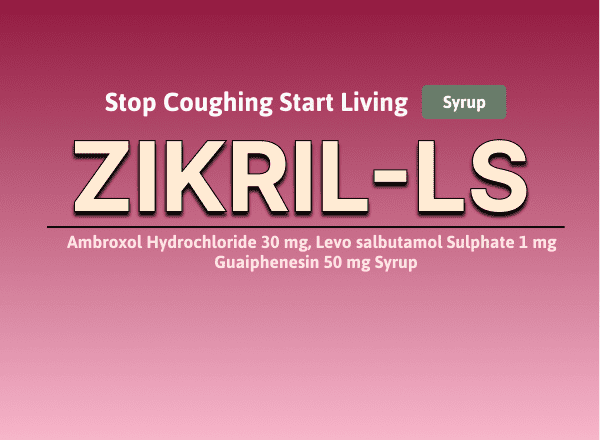 Stop Coughing Start Living Syrup
ZIKRIL-LS
Ambroxol Hydrochloride 30 mg, Levo salbutamol Sulphate 1 mg
Guaiphenesin 50 mg Syrup